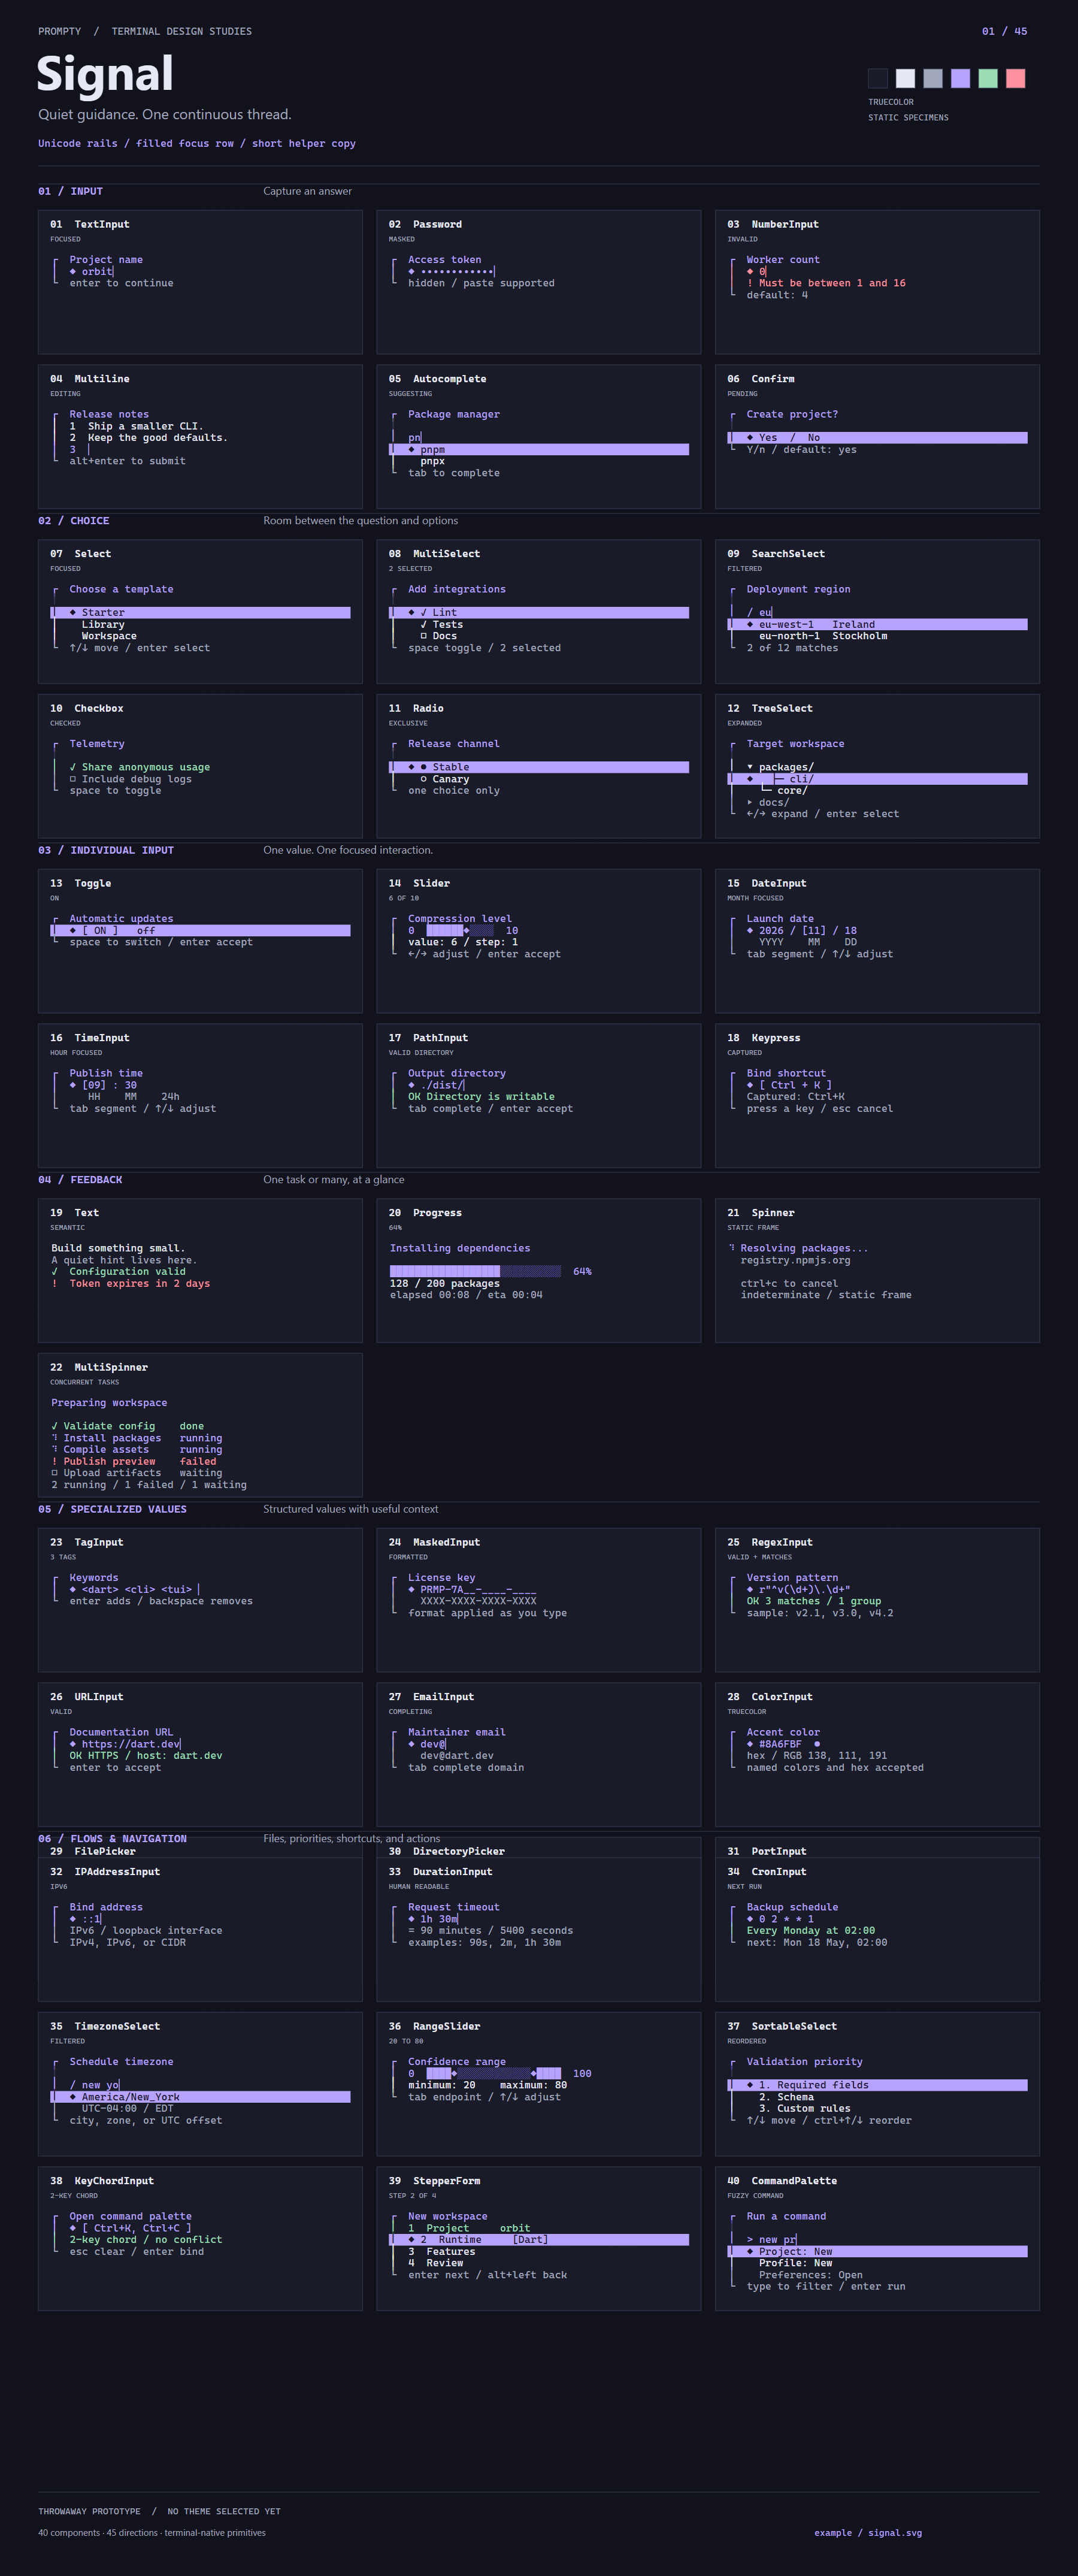 PROMPTY / TERMINAL DESIGN STUDIES
01 / 45
Signal
Quiet guidance. One continuous thread.
TRUECOLOR
STATIC SPECIMENS
Unicode rails / filled focus row / short helper copy
01 / INPUT
Capture an answer
01 TextInput
FOCUSED
┌ Project name
│ ◆ orbit
└ enter to continue
02 Password
MASKED
┌ Access token
│ ◆ ••••••••••••
└ hidden / paste supported
03 NumberInput
INVALID
┌ Worker count
│ ◆ 0
│ ! Must be between 1 and 16
└ default: 4
04 Multiline
EDITING
┌ Release notes
│ 1 Ship a smaller CLI.
│ 2 Keep the good defaults.
│ 3
└ alt+enter to submit
05 Autocomplete
SUGGESTING
┌ Package manager
│ pn
│ ◆ pnpm
│ pnpx
└ tab to complete
06 Confirm
PENDING
┌ Create project?
│ ◆ Yes / No
└ Y/n / default: yes
02 / CHOICE
Room between the question and options
07 Select
FOCUSED
┌ Choose a template
│ ◆ Starter
│ Library
│ Workspace
└ ↑/↓ move / enter select
08 MultiSelect
2 SELECTED
┌ Add integrations
│ ◆ ✓ Lint
│ ✓ Tests
│ □ Docs
└ space toggle / 2 selected
09 SearchSelect
FILTERED
┌ Deployment region
│ / eu
│ ◆ eu-west-1 Ireland
│ eu-north-1 Stockholm
└ 2 of 12 matches
10 Checkbox
CHECKED
┌ Telemetry
│ ✓ Share anonymous usage
│ □ Include debug logs
└ space to toggle
11 Radio
EXCLUSIVE
┌ Release channel
│ ◆ ● Stable
│ ○ Canary
└ one choice only
12 TreeSelect
EXPANDED
┌ Target workspace
│ ▾ packages/
│ ◆ ├─ cli/
│ └─ core/
│ ▸ docs/
└ ←/→ expand / enter select
03 / INDIVIDUAL INPUT
One value. One focused interaction.
13 Toggle
ON
┌ Automatic updates
│ ◆ [ ON ] off
└ space to switch / enter accept
14 Slider
6 OF 10
┌ Compression level
│ 0 ██████◆░░░░ 10
│ value: 6 / step: 1
└ ←/→ adjust / enter accept
15 DateInput
MONTH FOCUSED
┌ Launch date
│ ◆ 2026 / [11] / 18
│ YYYY MM DD
└ tab segment / ↑/↓ adjust
16 TimeInput
HOUR FOCUSED
┌ Publish time
│ ◆ [09] : 30
│ HH MM 24h
└ tab segment / ↑/↓ adjust
17 PathInput
VALID DIRECTORY
┌ Output directory
│ ◆ ./dist/
│ OK Directory is writable
└ tab complete / enter accept
18 Keypress
CAPTURED
┌ Bind shortcut
│ ◆ [ Ctrl + K ]
│ Captured: Ctrl+K
└ press a key / esc cancel
04 / FEEDBACK
One task or many, at a glance
19 Text
SEMANTIC
Build something small.
A quiet hint lives here.
✓ Configuration valid
! Token expires in 2 days
20 Progress
64%
Installing dependencies
██████████████████░░░░░░░░░░ 64%
128 / 200 packages
elapsed 00:08 / eta 00:04
21 Spinner
STATIC FRAME
⠹ Resolving packages...
registry.npmjs.org
ctrl+c to cancel
indeterminate / static frame
22 MultiSpinner
CONCURRENT TASKS
Preparing workspace
✓ Validate config done
⠹ Install packages running
⠹ Compile assets running
! Publish preview failed
□ Upload artifacts waiting
2 running / 1 failed / 1 waiting
05 / SPECIALIZED VALUES
Structured values with useful context
23 TagInput
3 TAGS
┌ Keywords
│ ◆ <dart> <cli> <tui>
└ enter adds / backspace removes
24 MaskedInput
FORMATTED
┌ License key
│ ◆ PRMP-7A__-____-____
│ XXXX-XXXX-XXXX-XXXX
└ format applied as you type
25 RegexInput
VALID + MATCHES
┌ Version pattern
│ ◆ r"^v(\d+)\.\d+"
│ OK 3 matches / 1 group
└ sample: v2.1, v3.0, v4.2
26 URLInput
VALID
┌ Documentation URL
│ ◆ https://dart.dev
│ OK HTTPS / host: dart.dev
└ enter to accept
27 EmailInput
COMPLETING
┌ Maintainer email
│ ◆ dev@
│ dev@dart.dev
└ tab complete domain
28 ColorInput
TRUECOLOR
┌ Accent color
│ ◆ #8A6FBF ●
│ hex / RGB 138, 111, 191
└ named colors and hex accepted
06 / FLOWS & NAVIGATION
Files, priorities, shortcuts, and actions
29 FilePicker
30 DirectoryPicker
31 PortInput
32 IPAddressInput
IPV6
┌ Bind address
│ ◆ ::1
│ IPv6 / loopback interface
└ IPv4, IPv6, or CIDR
33 DurationInput
HUMAN READABLE
┌ Request timeout
│ ◆ 1h 30m
│ = 90 minutes / 5400 seconds
└ examples: 90s, 2m, 1h 30m
34 CronInput
NEXT RUN
┌ Backup schedule
│ ◆ 0 2 * * 1
│ Every Monday at 02:00
└ next: Mon 18 May, 02:00
35 TimezoneSelect
FILTERED
┌ Schedule timezone
│ / new yo
│ ◆ America/New_York
│ UTC-04:00 / EDT
└ city, zone, or UTC offset
36 RangeSlider
20 TO 80
┌ Confidence range
│ 0 ████◆░░░░░░░░░░░░◆████ 100
│ minimum: 20 maximum: 80
└ tab endpoint / ↑/↓ adjust
37 SortableSelect
REORDERED
┌ Validation priority
│ ◆ 1. Required fields
│ 2. Schema
│ 3. Custom rules
└ ↑/↓ move / ctrl+↑/↓ reorder
38 KeyChordInput
2-KEY CHORD
┌ Open command palette
│ ◆ [ Ctrl+K, Ctrl+C ]
│ 2-key chord / no conflict
└ esc clear / enter bind
39 StepperForm
STEP 2 OF 4
┌ New workspace
│ 1 Project orbit
│ ◆ 2 Runtime [Dart]
│ 3 Features
│ 4 Review
└ enter next / alt+left back
40 CommandPalette
FUZZY COMMAND
┌ Run a command
│ > new pr
│ ◆ Project: New
│ Profile: New
│ Preferences: Open
└ type to filter / enter run
THROWAWAY PROTOTYPE / NO THEME SELECTED YET
40 components · 45 directions · terminal-native primitives
example / signal.svg